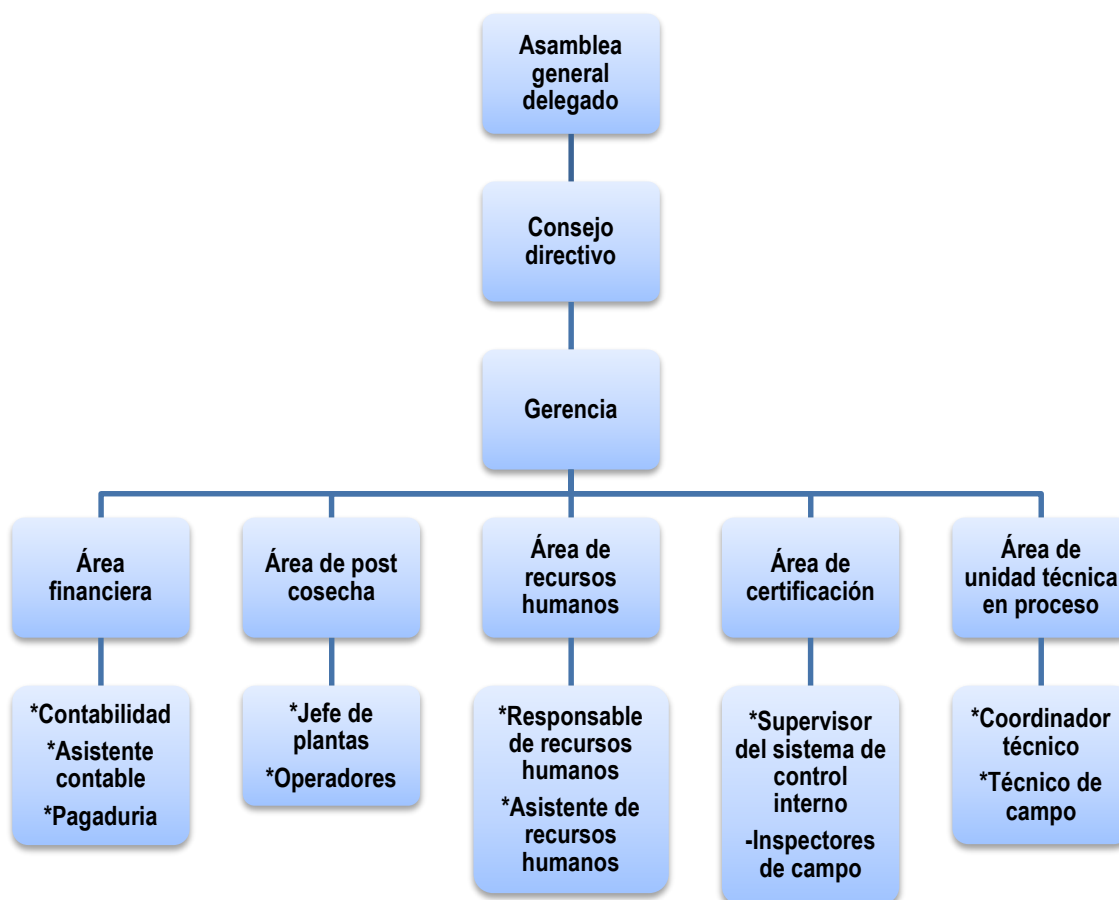 Asamblea
general
delegado
Consejo
directivo
Gerencia
Área
financiera
Área de post
cosecha
Área de
recursos
humanos
Área de
certificación
Área de
unidad técnica
en proceso
*Contabilidad
*Asistente
contable
*Pagaduria
*Jefe de
plantas
*Operadores
*Responsable
de recursos
humanos
*Asistente de
recursos
humanos
*Supervisor
del sistema de
control
interno
-Inspectores
de campo
*Coordinador
técnico
*Técnico de
campo